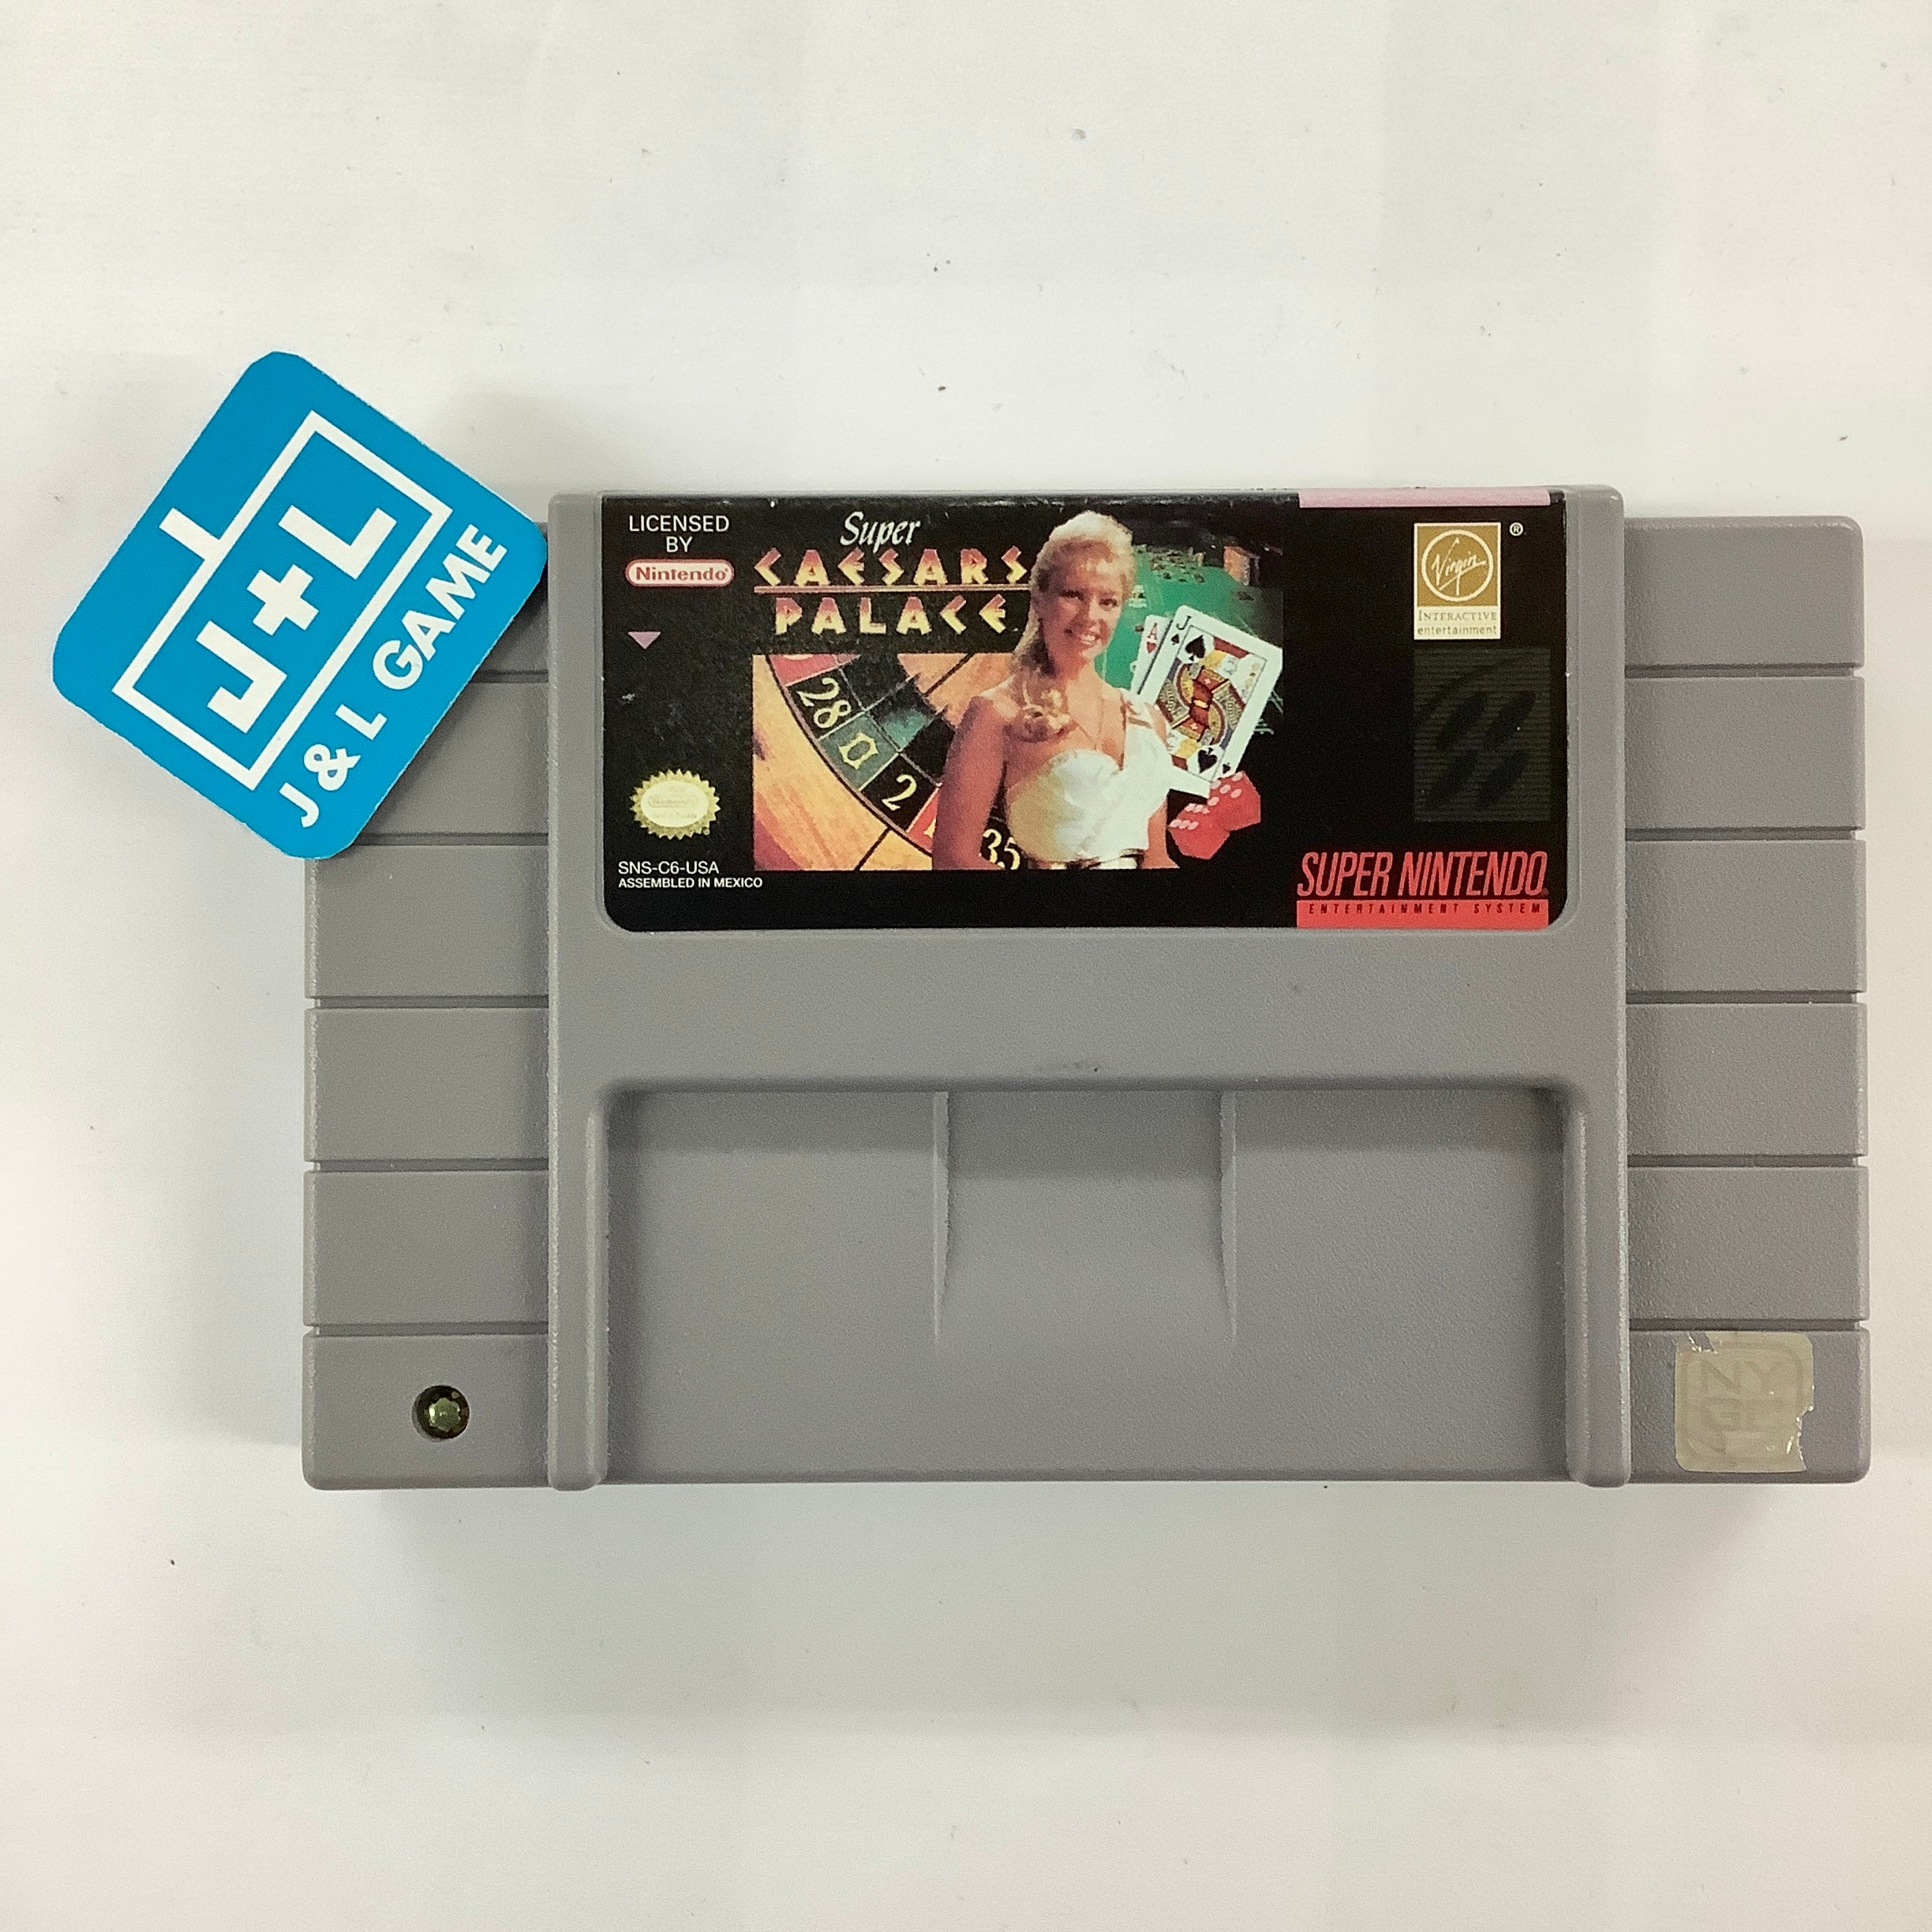 J+L
J & L GAME
LICENSED
BY
Nintendo®
Super
CAESARS
PALACE
Virgin
INTERACTIVE
entertainment
®
A
J
28
2
35
SNS-C6-USA
ASSEMBLED IN MEXICO
SUPER NINTENDO
ENTERTAINMENT SYSTEM
NY